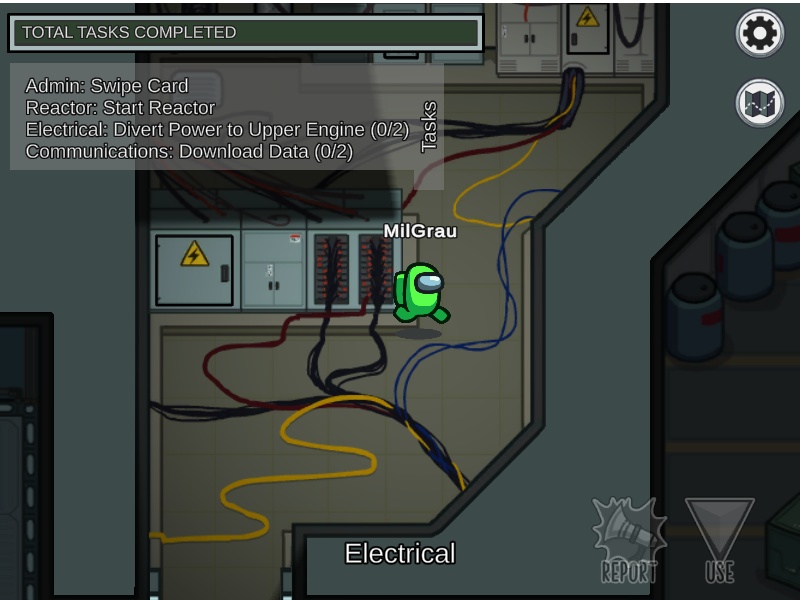 TOTAL TASKS COMPLETED
Admin: Swipe Card
Reactor: Start Reactor
Electrical: Divert Power to Upper Engine (0/2)
Communications: Download Data (0/2)
Tasks
MilGrau
Electrical
REPORT
USE